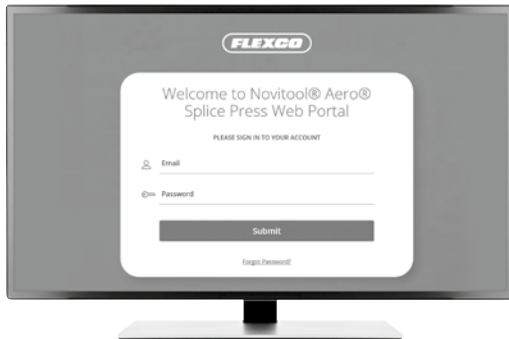 FLEXCO
Welcome to Novitool® Aero®
Splice Press Web Portal
PLEASE SIGN IN TO YOUR ACCOUNT
Email
Password
Submit
Forgot Password?